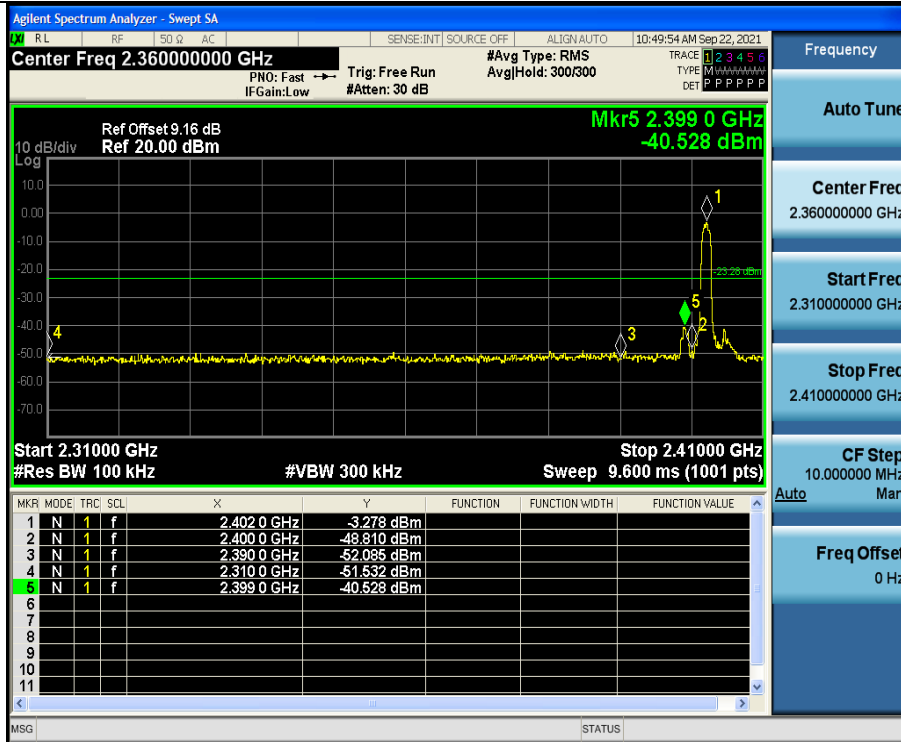 Agilent Spectrum Analyzer - Swept SA
LXI RL RF 50 Ω AC SENSE:INT SOURCE OFF ALIGN AUTO 10:49:54 AM Sep 22, 2021
Center Freq 2.360000000 GHz
PNO: Fast
IFGain:Low
Trig: Free Run
#Atten: 30 dB
#Avg Type: RMS
Avg|Hold: 300/300
TRACE 1 2 3 4 5 6
TYPE M
DET P P P P P P
Ref Offset 9.16 dB
10 dB/div Ref 20.00 dBm
Log
Mkr5 2.399 0 GHz
-40.528 dBm
10.0
0.00
-10.0
-20.0
-30.0
-40.0
-50.0
-60.0
-70.0
-23.28 dBm
1
5
2
3
4
Start 2.31000 GHz Stop 2.41000 GHz
#Res BW 100 kHz #VBW 300 kHz Sweep 9.600 ms (1001 pts)
MKR MODE TRC SCL X Y FUNCTION FUNCTION WIDTH FUNCTION VALUE
1 N 1 f 2.402 0 GHz -3.278 dBm
2 N 1 f 2.400 0 GHz -48.810 dBm
3 N 1 f 2.390 0 GHz -52.085 dBm
4 N 1 f 2.310 0 GHz -51.532 dBm
5 N 1 f 2.399 0 GHz -40.528 dBm
6
7
8
9
10
11
MSG STATUS
Frequency
Auto Tune
Center Freq
2.360000000 GHz
Start Freq
2.310000000 GHz
Stop Freq
2.410000000 GHz
CF Step
10.000000 MHz
Auto Man
Freq Offset
0 Hz